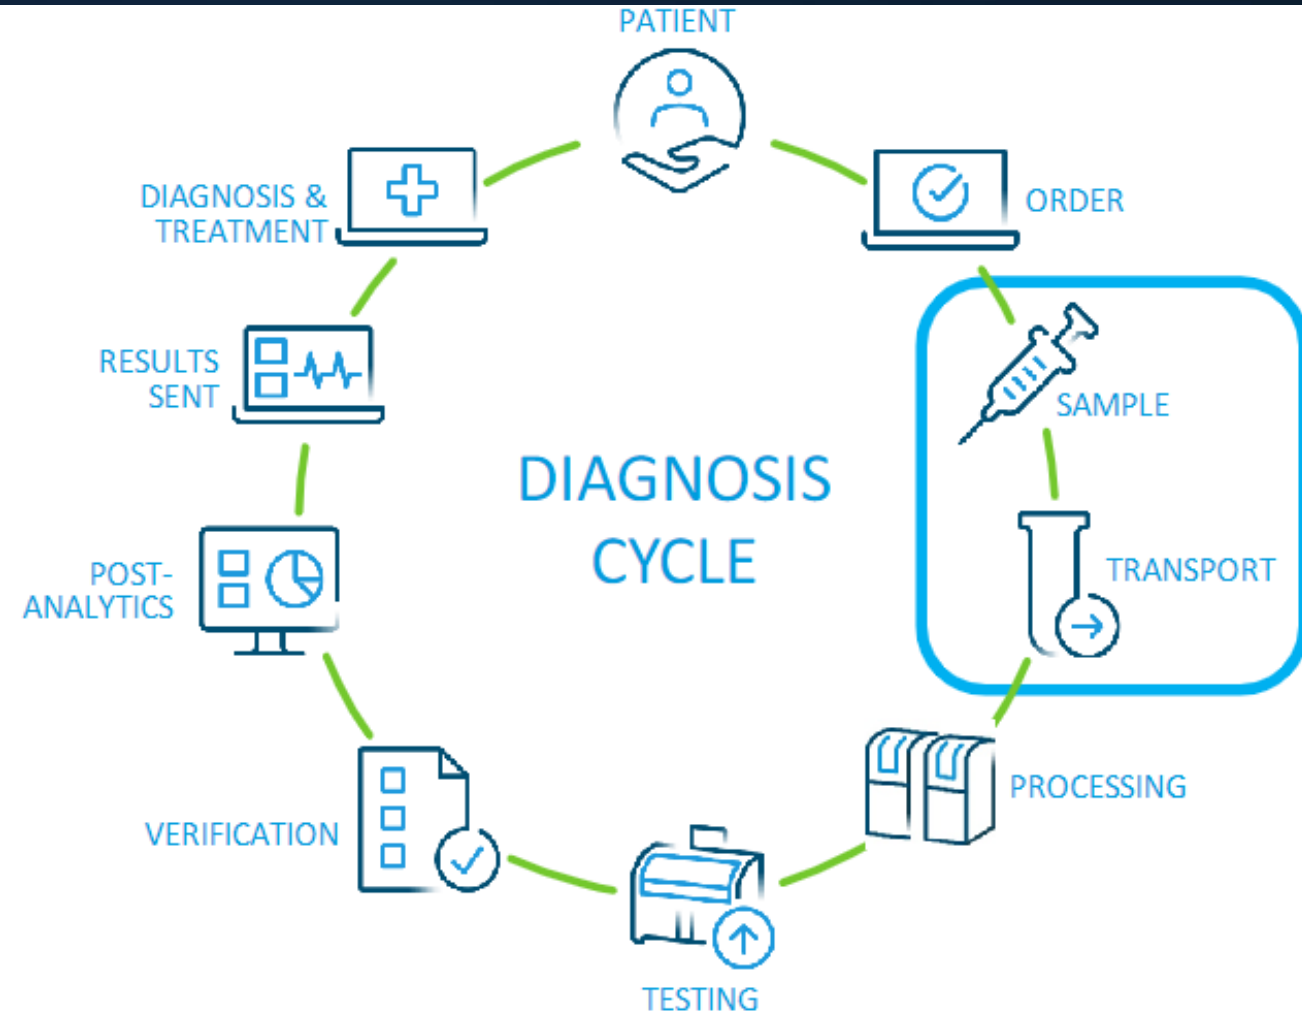 PATIENT
ORDER
SAMPLE
TRANSPORT
PROCESSING
TESTING
VERIFICATION
POST-
ANALYTICS
RESULTS
SENT
DIAGNOSIS &
TREATMENT
DIAGNOSIS
CYCLE